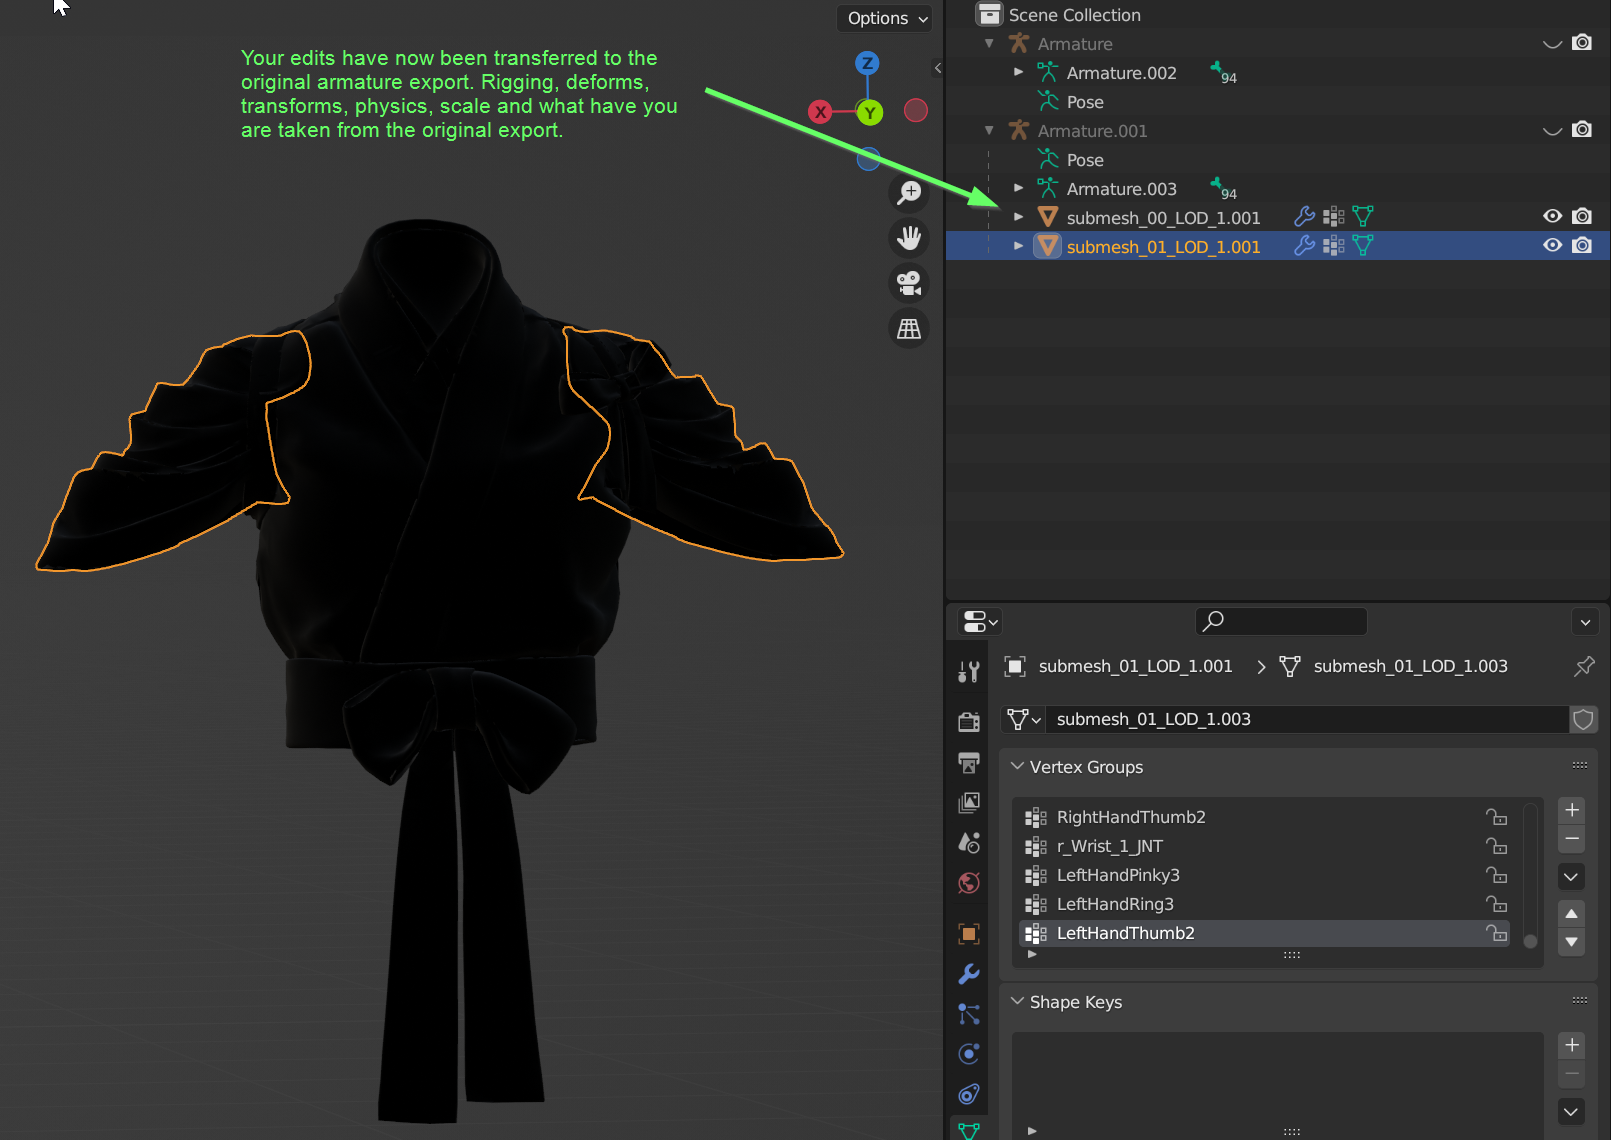 Options
Your edits have now been transferred to the
original armature export. Rigging, deforms,
transforms, physics, scale and what have you
are taken from the original export.
Z
X
Y
Scene Collection
Armature
Armature.002
94
Pose
Armature.001
Pose
Armature.003
94
submesh_00_LOD_1.001
submesh_01_LOD_1.001
submesh_01_LOD_1.001
submesh_01_LOD_1.003
submesh_01_LOD_1.003
Vertex Groups
RightHandThumb2
r_Wrist_1_JNT
LeftHandPinky3
LeftHandRing3
LeftHandThumb2
Shape Keys